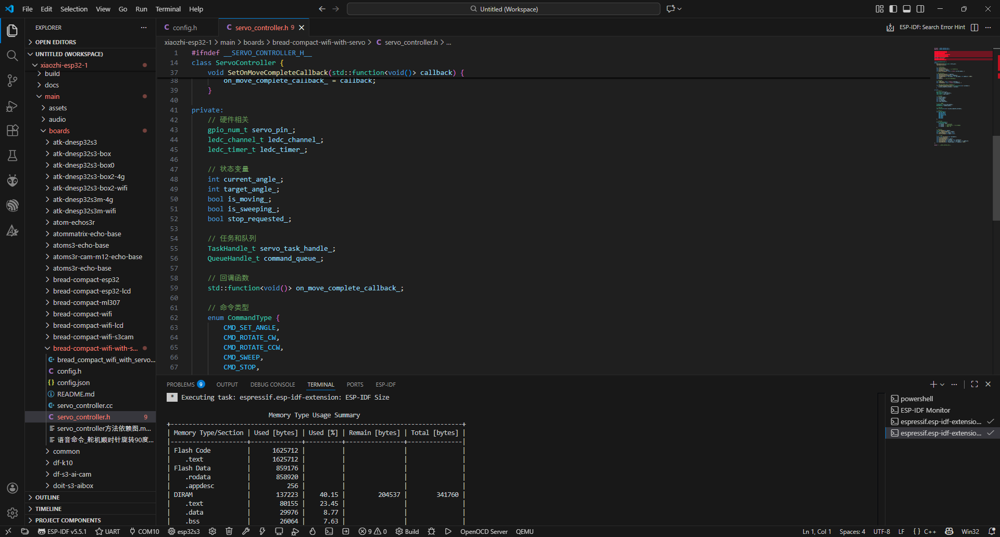 File Edit Selection View Go Run Terminal Help
Untitled (Workspace)
EXPLORER
OPEN EDITORS
UNTITLED (WORKSPACE)
xiaozhi-esp32-1
build
docs
main
assets
audio
boards
atk-dnesp32s3
atk-dnesp32s3-box
atk-dnesp32s3-box0
atk-dnesp32s3-box2-4g
atk-dnesp32s3-box2-wifi
atk-dnesp32s3m-4g
atk-dnesp32s3m-wifi
atom-echos3r
atommatrix-echo-base
atoms3-echo-base
atoms3r-cam-m12-echo-base
atoms3r-echo-base
bread-compact-esp32
bread-compact-esp32-lcd
bread-compact-ml307
bread-compact-wifi
bread-compact-wifi-lcd
bread-compact-wifi-s3cam
bread-compact-wifi-with-s...
bread_compact_wifi_with_servo...
config.h
config.json
README.md
servo_controller.cc
servo_controller.h 9
servo_controller方法依赖图.m...
语音命令_舵机顺时针旋转90度...
common
df-k10
df-s3-ai-cam
doit-s3-aibox
OUTLINE
TIMELINE
PROJECT COMPONENTS
config.h
servo_controller.h 9
ESP-IDF: Search Error Hint
xiaozhi-esp32-1 > main > boards > bread-compact-wifi-with-servo > servo_controller.h > ...
1 #ifndef __SERVO_CONTROLLER_H__
14 class ServoController {
37 void SetOnMoveCompleteCallback(std::function<void()> callback) {
38 on_move_complete_callback_ = callback;
39 }
40
41 private:
42 // 硬件相关
43 gpio_num_t servo_pin_;
44 ledc_channel_t ledc_channel_;
45 ledc_timer_t ledc_timer_;
46
47 // 状态变量
48 int current_angle_;
49 int target_angle_;
50 bool is_moving_;
51 bool is_sweeping_;
52 bool stop_requested_;
53
54 // 任务和队列
55 TaskHandle_t servo_task_handle_;
56 QueueHandle_t command_queue_;
57
58 // 回调函数
59 std::function<void()> on_move_complete_callback_;
60
61 // 命令类型
62 enum CommandType {
63 CMD_SET_ANGLE,
64 CMD_ROTATE_CW,
65 CMD_ROTATE_CCW,
66 CMD_SWEEP,
67 CMD_STOP,
PROBLEMS 9 OUTPUT DEBUG CONSOLE TERMINAL PORTS ESP-IDF
* Executing task: espressif.esp-idf-extension: ESP-IDF Size
Memory Type Usage Summary
| Memory Type/Section | Used [bytes] | Used [%] | Remain [bytes] | Total [bytes] |
| Flash Code | 1625712 | | | |
| .text | 1625712 | | | |
| Flash Data | 859176 | | | |
| .rodata | 858920 | | | |
| .appdesc | 256 | | | |
| DIRAM | 137223 | 40.15 | 204537 | 341760 |
| .text | 80155 | 23.45 | | |
| .data | 29976 | 8.77 | | |
| .bss | 26064 | 7.63 | | |
powershell
ESP-IDF Monitor
espressif.esp-idf-extensio...
espressif.esp-idf-extensio...
ESP-IDF v5.5.1 UART COM10 esp32s3 9 0 Build OpenOCD Server QEMU Ln 1, Col 1 Spaces: 4 UTF-8 LF {} C++ Win32